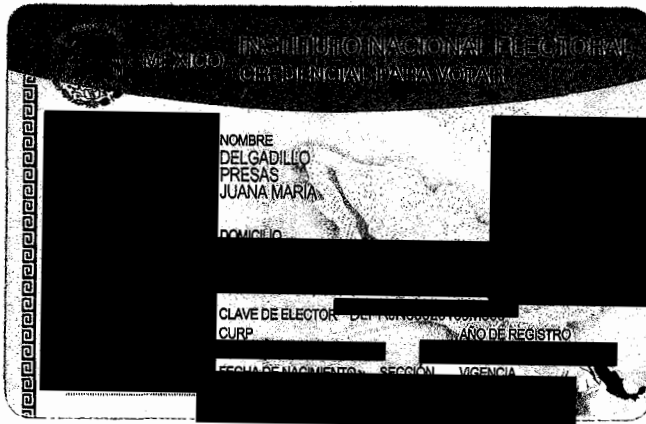 MÉXICO INSTITUTO NACIONAL ELECTORAL
CREDENCIAL PARA VOTAR
NOMBRE
DELGADILLO
PRESAS
JUANA MARIA
DOMICILIO
CLAVE DE ELECTOR
CURP AÑO DE REGISTRO
FECHA DE NACIMIENTO SECCIÓN VIGENCIA